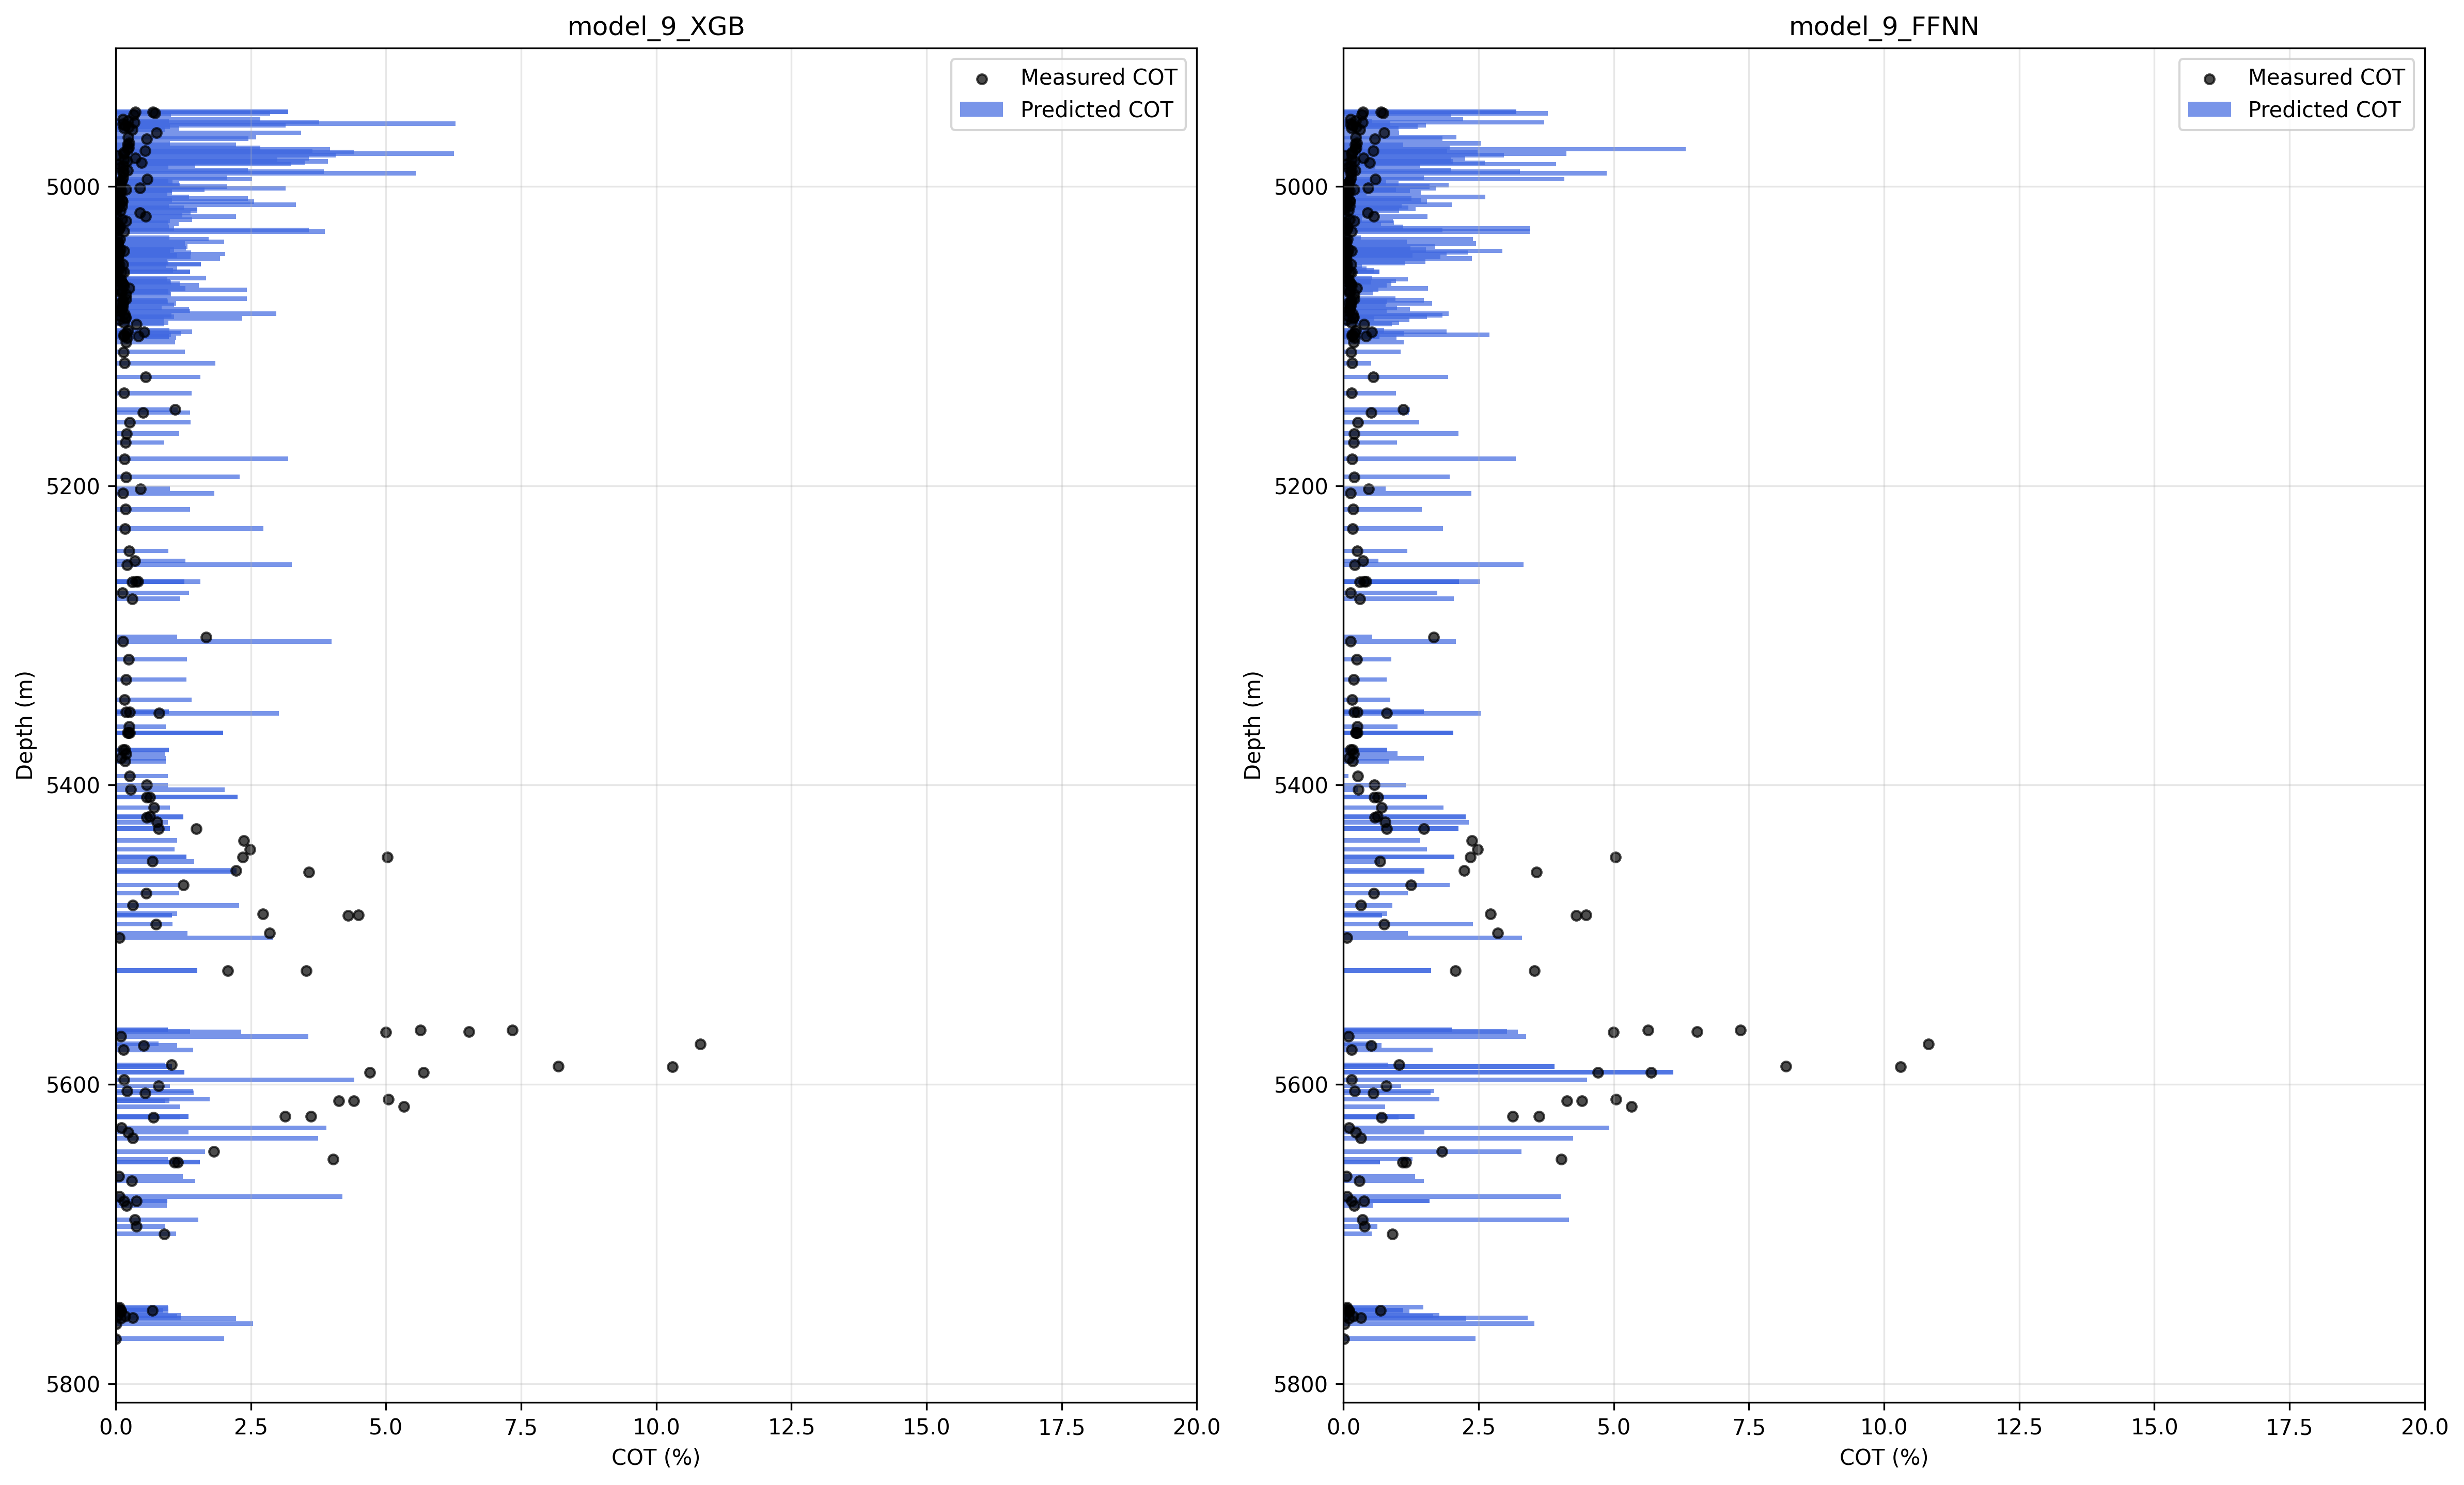 model_9_XGB
Measured COT
Predicted COT
5000
5200
5400
5600
5800
Depth (m)
0.0 2.5 5.0 7.5 10.0 12.5 15.0 17.5 20.0
COT (%)
model_9_FFNN
Measured COT
Predicted COT
5000
5200
5400
5600
5800
Depth (m)
0.0 2.5 5.0 7.5 10.0 12.5 15.0 17.5 20.0
COT (%)